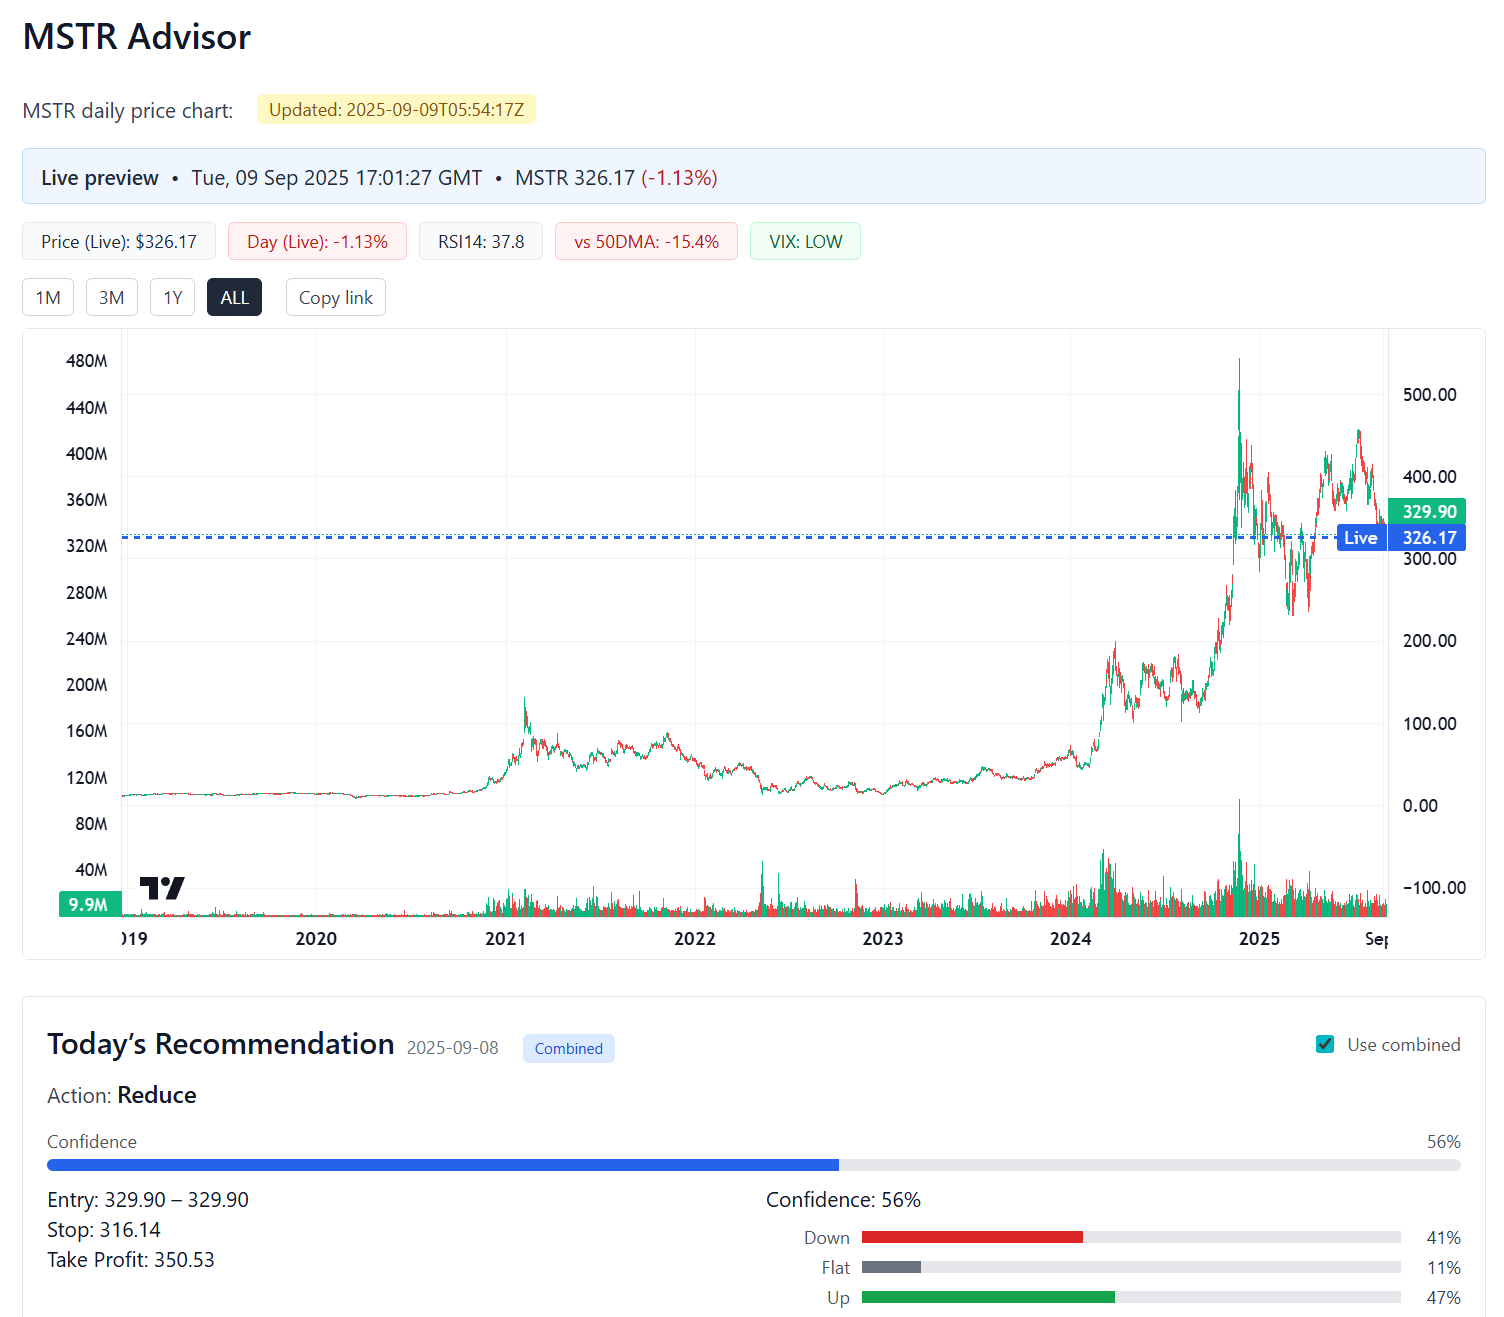 MSTR Advisor
MSTR daily price chart: Updated: 2025-09-09T05:54:17Z
Live preview • Tue, 09 Sep 2025 17:01:27 GMT • MSTR 326.17 (-1.13%)
Price (Live): $326.17 Day (Live): -1.13% RSI14: 37.8 vs 50DMA: -15.4% VIX: LOW
1M 3M 1Y ALL Copy link
480M
440M
400M
360M
320M
280M
240M
200M
160M
120M
80M
40M
9.9M
500.00
400.00
329.90
Live 326.17
300.00
200.00
100.00
0.00
−100.00
2019 2020 2021 2022 2023 2024 2025 Sep
Today’s Recommendation 2025-09-08 Combined Use combined
Action: Reduce
Confidence 56%
Entry: 329.90 – 329.90
Stop: 316.14
Take Profit: 350.53
Confidence: 56%
Down 41%
Flat 11%
Up 47%